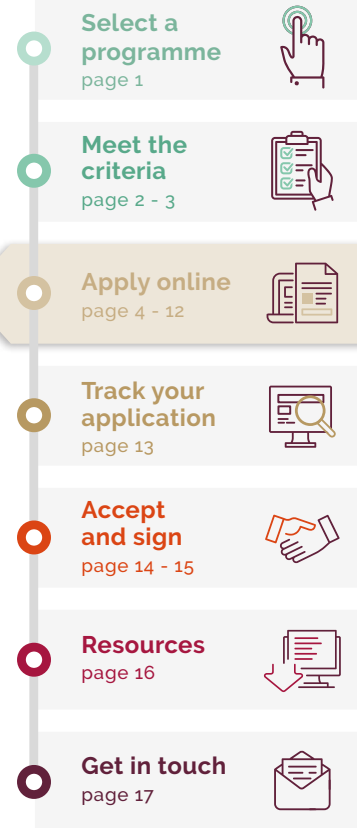 Select a
programme
page 1
Meet the
criteria
page 2 - 3
Apply online
page 4 - 12
Track your
application
page 13
Accept
and sign
page 14 - 15
Resources
page 16
Get in touch
page 17